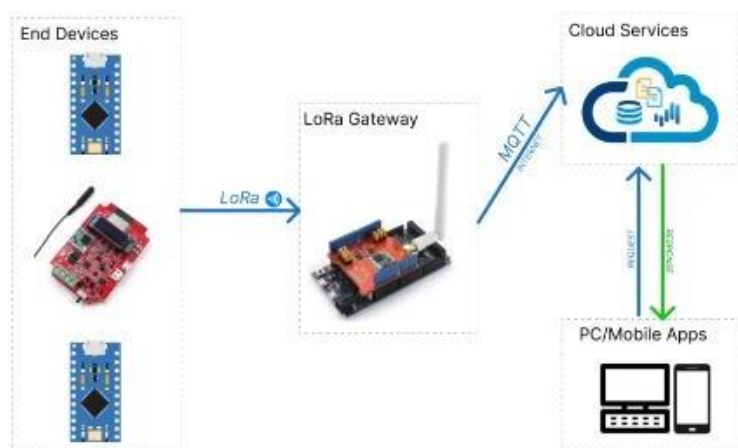 End Devices
LoRa
LoRa Gateway
MQTT
INTERNET
Cloud Services
REQUEST
RESPONSE
PC/Mobile Apps